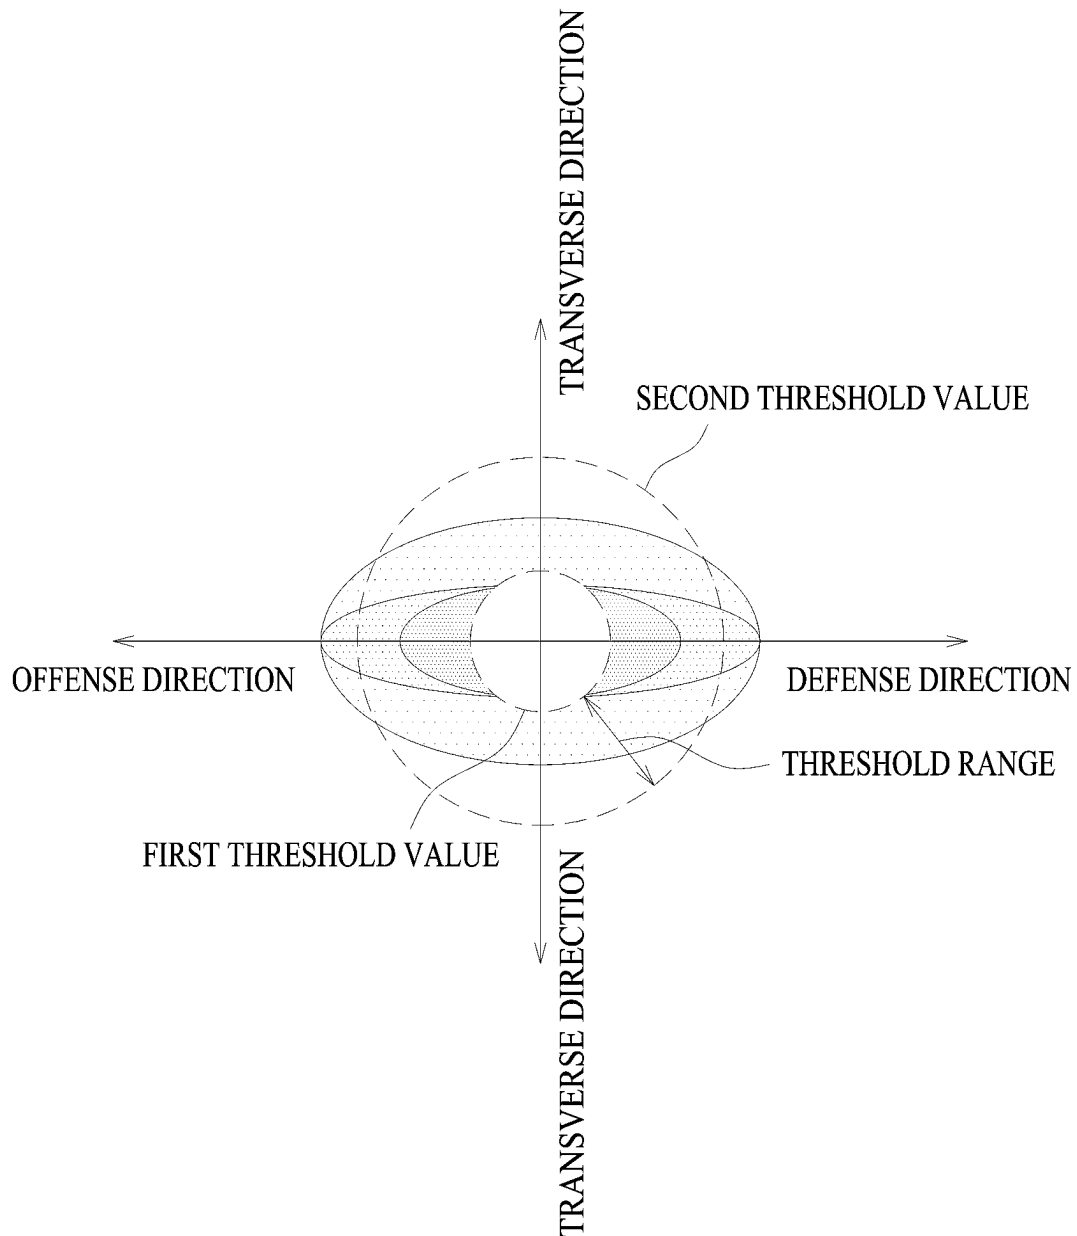 TRANSVERSE DIRECTION
SECOND THRESHOLD VALUE
OFFENSE DIRECTION
DEFENSE DIRECTION
THRESHOLD RANGE
FIRST THRESHOLD VALUE
TRANSVERSE DIRECTION